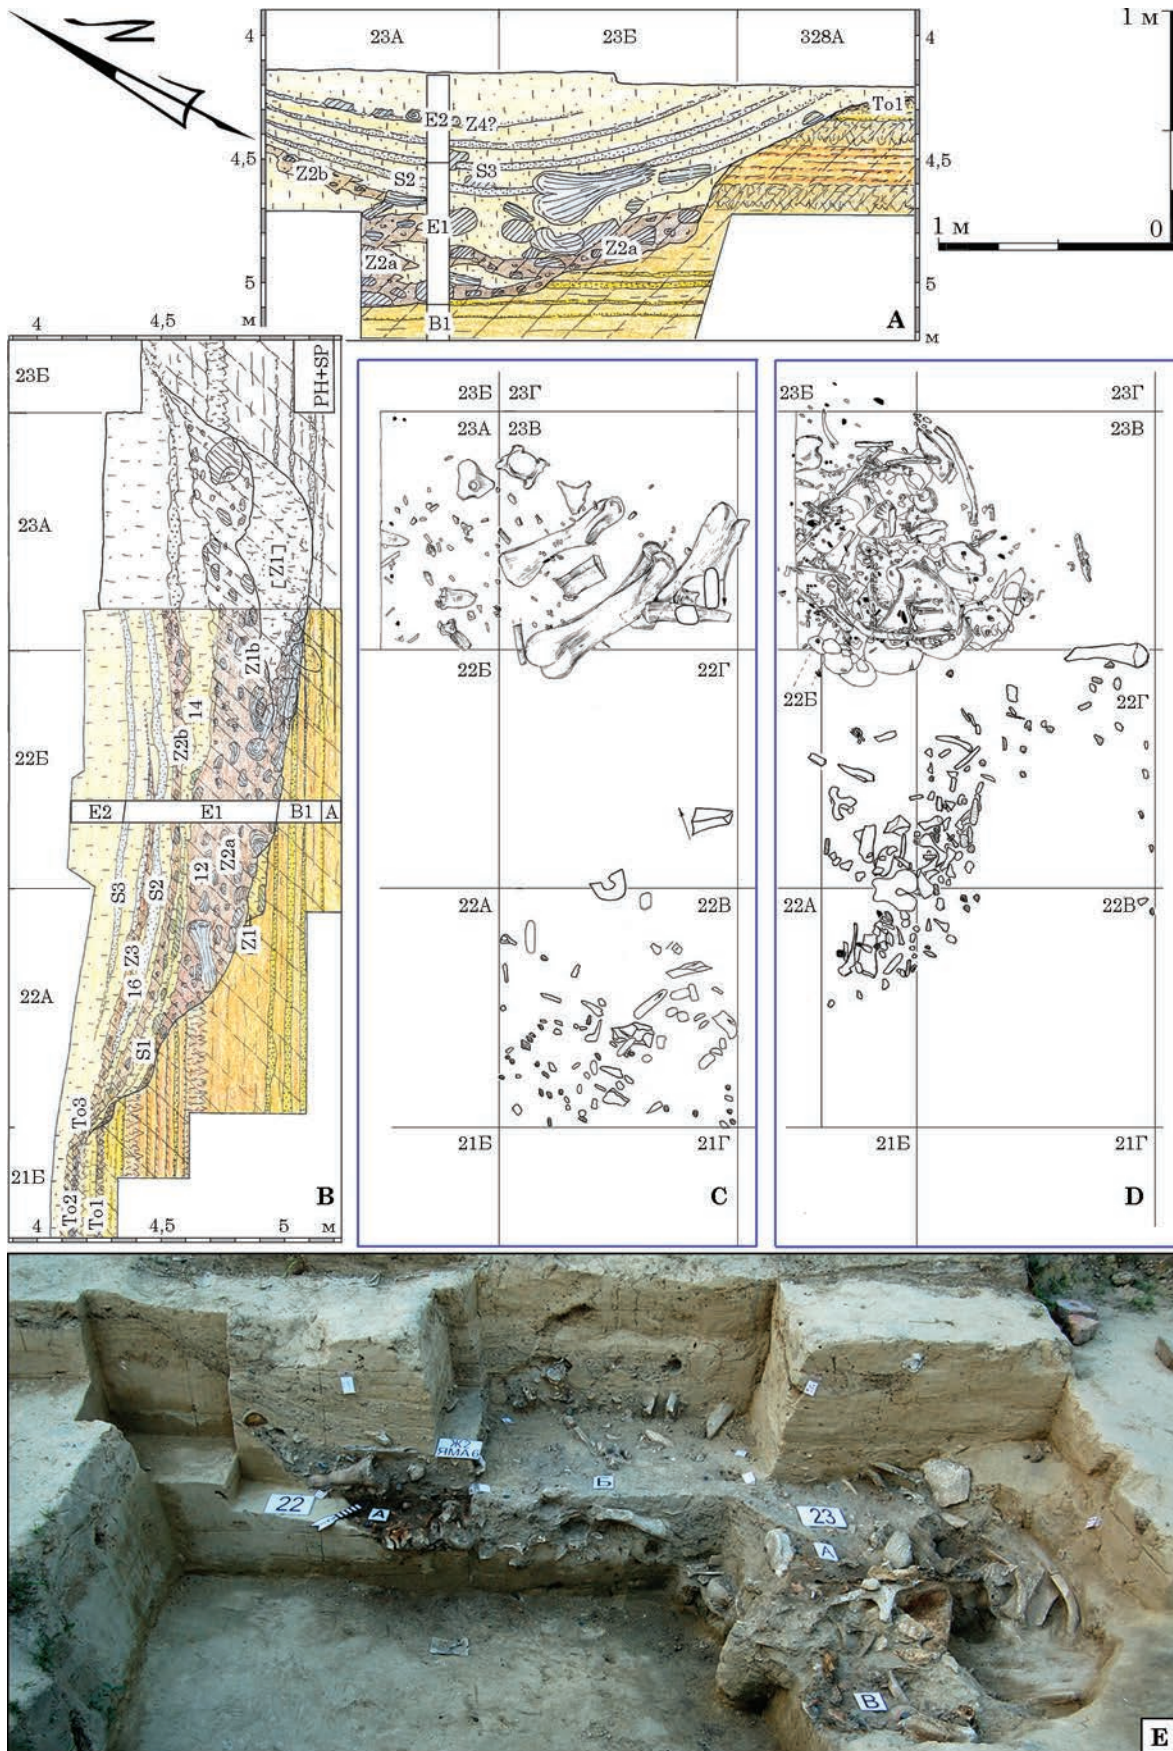 N
4
23А
23Б
328А
4
1 м
E2
Z4?
To1
4,5
4,5
Z2b
S2
S3
E1
Z2a
Z2a
1 м
0
5
5
B1
м
A
м
4
4,5
5
м
23Б
PH+SP
23А
[Z1]
Z1b
14
Z2b
22Б
E2
E1
B1
A
S3
S2
12
Z2a
Z3
Z1
22А
16
S1
To3
21Б
To2
To1
B
4
4,5
5
м
23Б
23Г
23А
23В
22Б
22Г
22А
22В
21Б
21Г
C
23Б
23Г
23В
22Б
22Г
22А
22В
21Б
21Г
D
Ж2
ЯМА6
Б
22
А
23
А
В
E